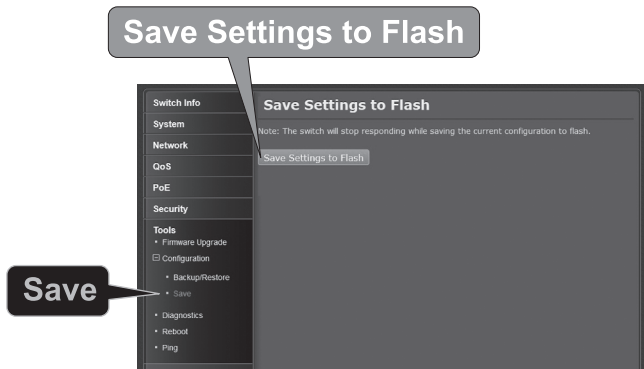 Save Settings to Flash
Switch Info
System
Network
QoS
PoE
Security
Tools
Firmware Upgrade
Configuration
Backup/Restore
Save
Diagnostics
Reboot
Ping
Save Settings to Flash
Note: The switch will stop responding while saving the current configuration to flash.
Save Settings to Flash
Save